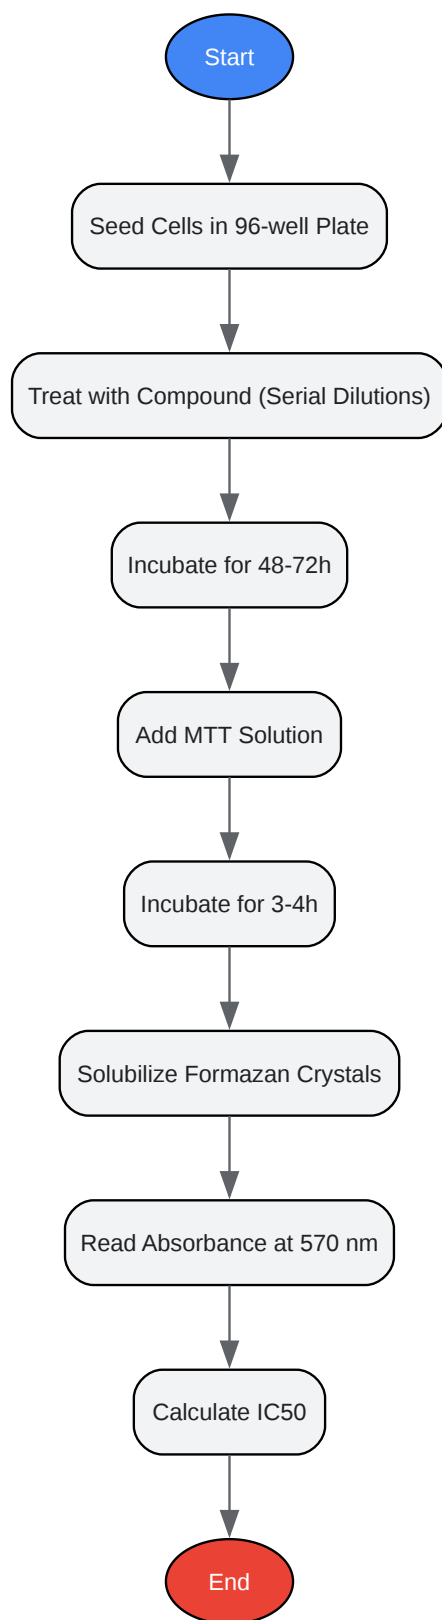 Start
Seed Cells in 96-well Plate
Treat with Compound (Serial Dilutions)
Incubate for 48-72h
Add MTT Solution
Incubate for 3-4h
Solubilize Formazan Crystals
Read Absorbance at 570 nm
Calculate IC50
End